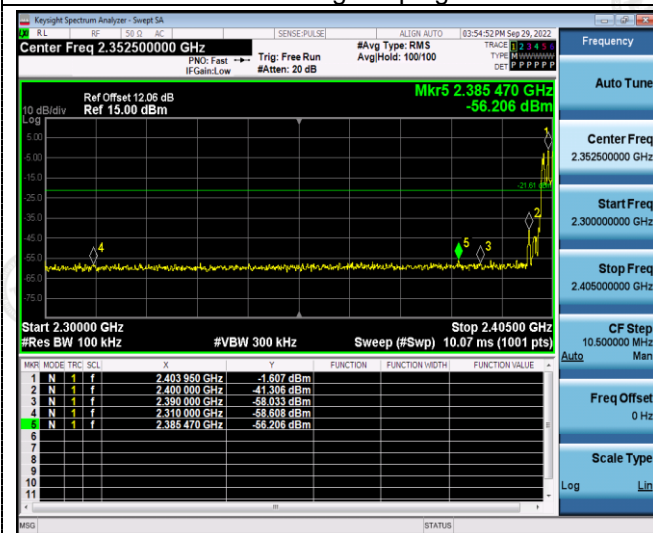 Keysight Spectrum Analyzer - Swept SA
RL RF 50 Ω AC SENSE:PULSE ALIGN AUTO 03:54:52 PM Sep 29, 2022
Center Freq 2.352500000 GHz
PNO: Fast Trig: Free Run
IFGain:Low #Atten: 20 dB
#Avg Type: RMS
Avg|Hold: 100/100
TRACE 1 2 3 4 5 6
TYPE M W W W W W
DET P P P P P P
Ref Offset 12.06 dB
10 dB/div Ref 15.00 dBm
Log
Mkr5 2.385 470 GHz
-56.206 dBm
5.00
-5.00
-15.0
-25.0
-35.0
-45.0
-55.0
-65.0
-75.0
1
-21.61 dBm
2
5
3
4
Start 2.30000 GHz Stop 2.40500 GHz
#Res BW 100 kHz #VBW 300 kHz Sweep (#Swp) 10.07 ms (1001 pts)
MKR MODE TRC SCL X Y FUNCTION FUNCTION WIDTH FUNCTION VALUE
1 N 1 f 2.403 950 GHz -1.607 dBm
2 N 1 f 2.400 000 GHz -41.306 dBm
3 N 1 f 2.390 000 GHz -58.033 dBm
4 N 1 f 2.310 000 GHz -58.608 dBm
5 N 1 f 2.385 470 GHz -56.206 dBm
6
7
8
9
10
11
MSG STATUS
Frequency
Auto Tune
Center Freq
2.352500000 GHz
Start Freq
2.300000000 GHz
Stop Freq
2.405000000 GHz
CF Step
10.500000 MHz
Auto Man
Freq Offset
0 Hz
Scale Type
Log Lin